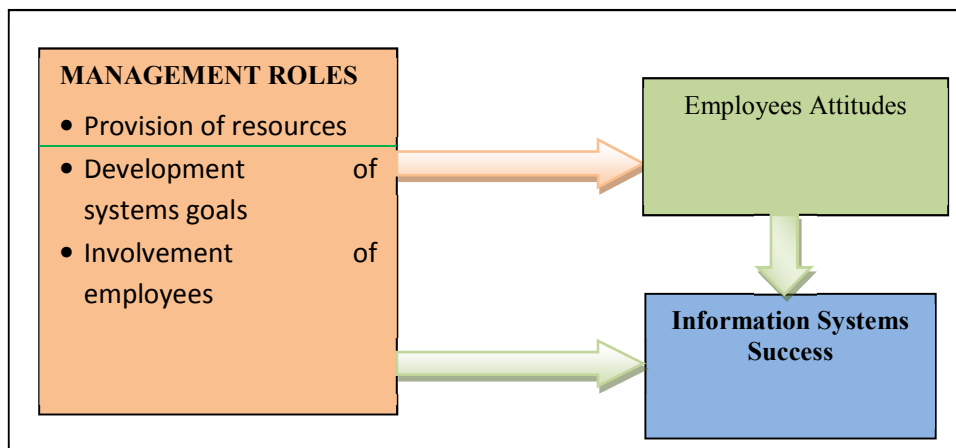 MANAGEMENT ROLES
• Provision of resources
• Development of
systems goals
• Involvement of
employees
Employees Attitudes
Information Systems
Success